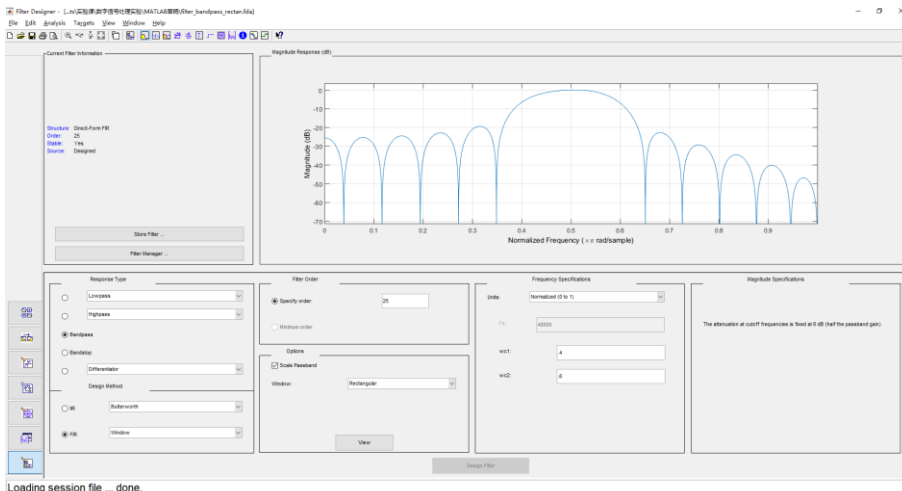 Filter Designer - [...ts\实验课\数字信号处理实验\MATLAB草稿\filter_bandpass_rectan.fda]
File Edit Analysis Targets View Window Help
Current Filter Information
Structure: Direct-Form FIR
Order: 25
Stable: Yes
Source: Designed
Store Filter ...
Filter Manager ...
Magnitude Response (dB)
Magnitude (dB)
0
-10
-20
-30
-40
-50
-60
-70
0 0.1 0.2 0.3 0.4 0.5 0.6 0.7 0.8 0.9
Normalized Frequency (×π rad/sample)
Response Type
Lowpass
Highpass
Bandpass
Bandstop
Differentiator
Design Method
IIR Butterworth
FIR Window
Filter Order
Specify order: 25
Minimum order
Options
Scale Passband
Window: Rectangular
View
Frequency Specifications
Units: Normalized (0 to 1)
Fs: 48000
wc1: .4
wc2: .6
Magnitude Specifications
The attenuation at cutoff frequencies is fixed at 6 dB (half the passband gain)
Design Filter
Loading session file ... done.